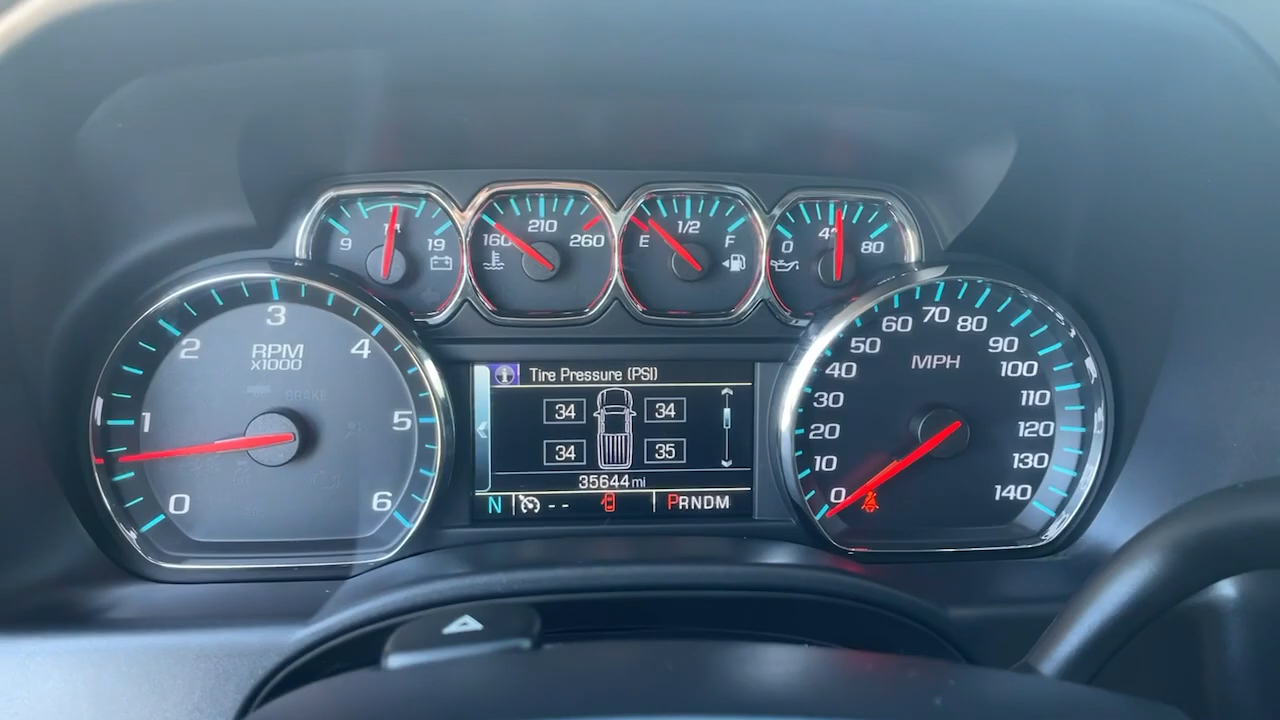 9 19
160 210 260
E 1/2 F
0 80
0 1 2 3 4 5 6
RPM
X1000
BRAKE
Tire Pressure (PSI)
34 34
34 35
35644 mi
N -- PRNDM
0 10 20 30 40 50 60 70 80 90 100 110 120 130 140
MPH